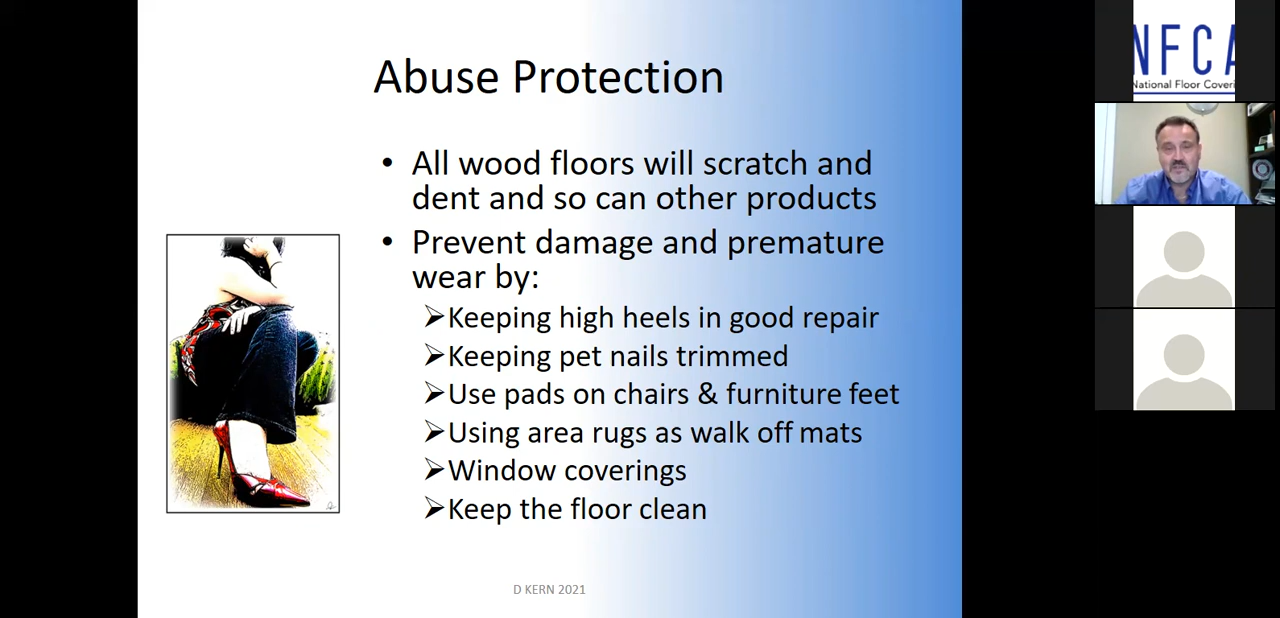 Abuse Protection
• All wood floors will scratch and
dent and so can other products
• Prevent damage and premature
wear by:
➢Keeping high heels in good repair
➢Keeping pet nails trimmed
➢Use pads on chairs & furniture feet
➢Using area rugs as walk off mats
➢Window coverings
➢Keep the floor clean
D KERN 2021
NFCA
National Floor Coveri